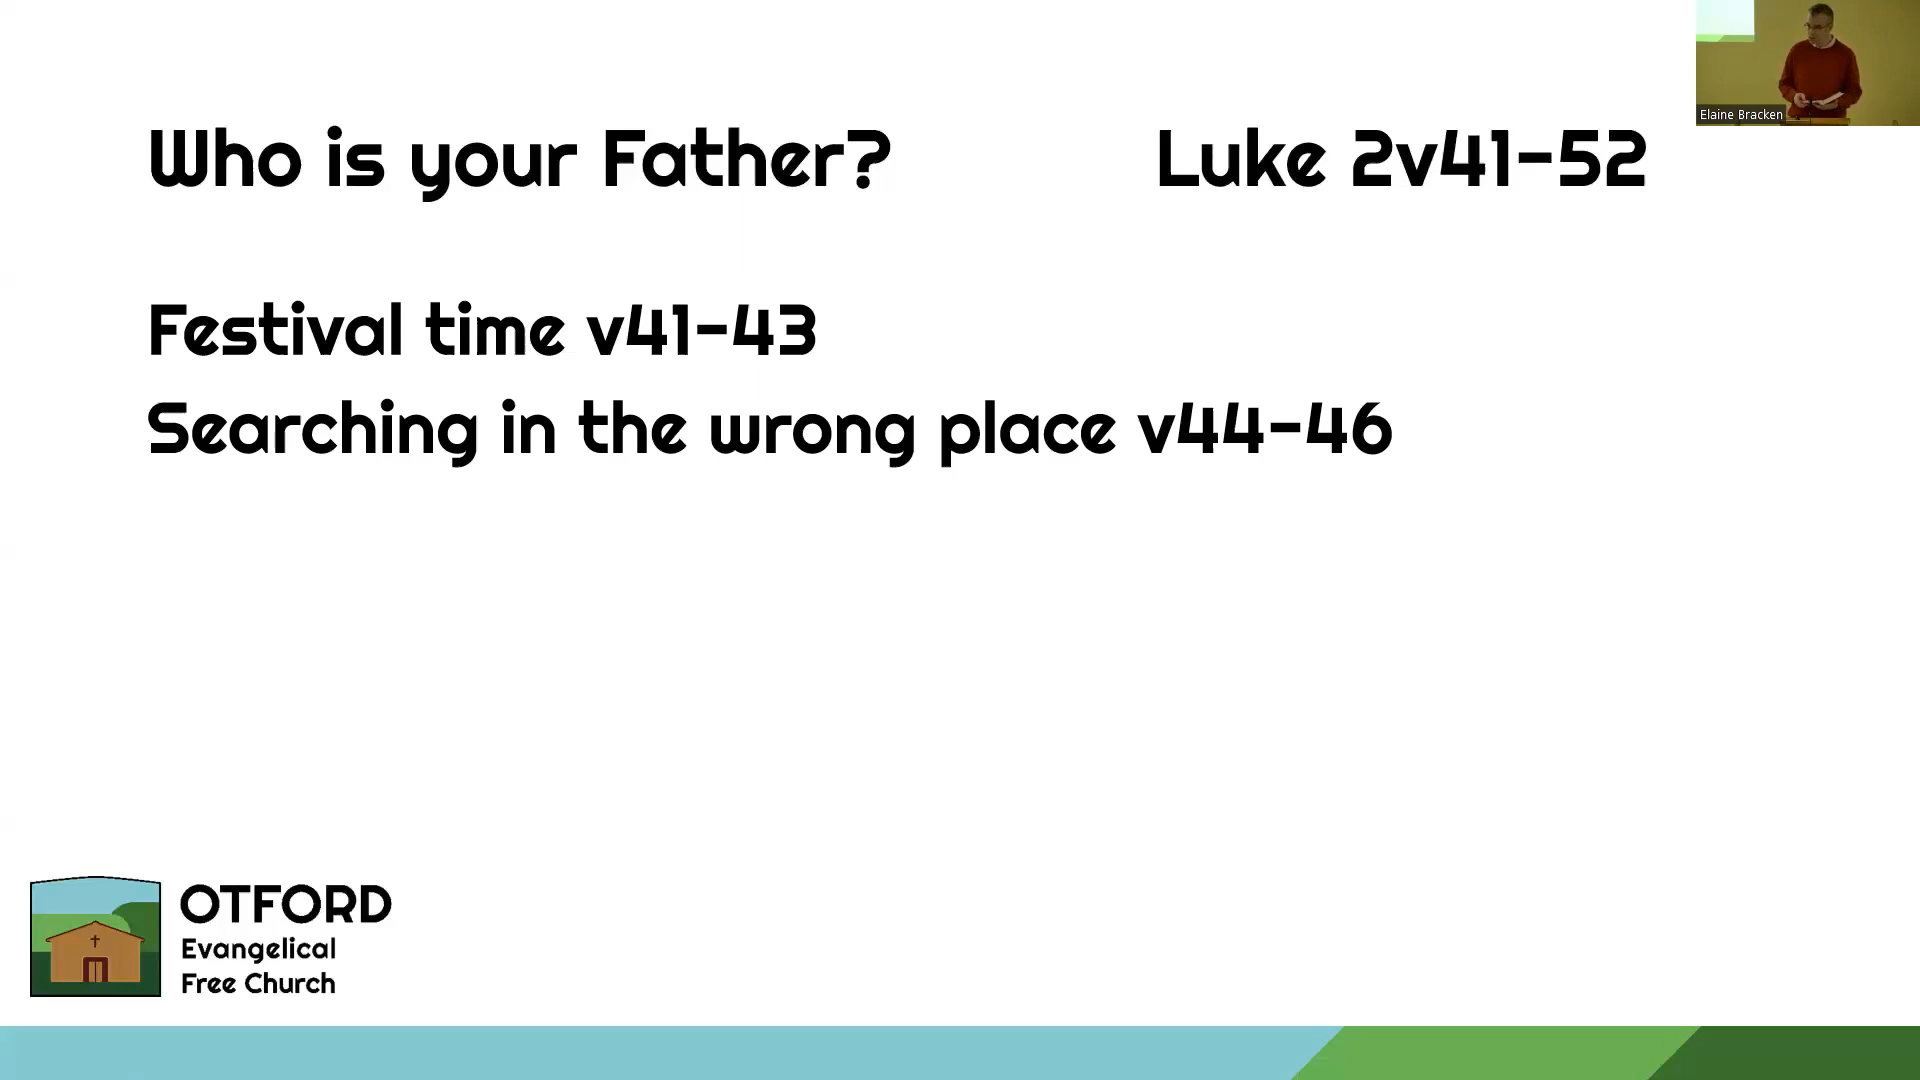 Who is your Father? Luke 2v41-52
Elaine Bracken
Festival time v41-43
Searching in the wrong place v44-46
OTFORD
Evangelical
Free Church